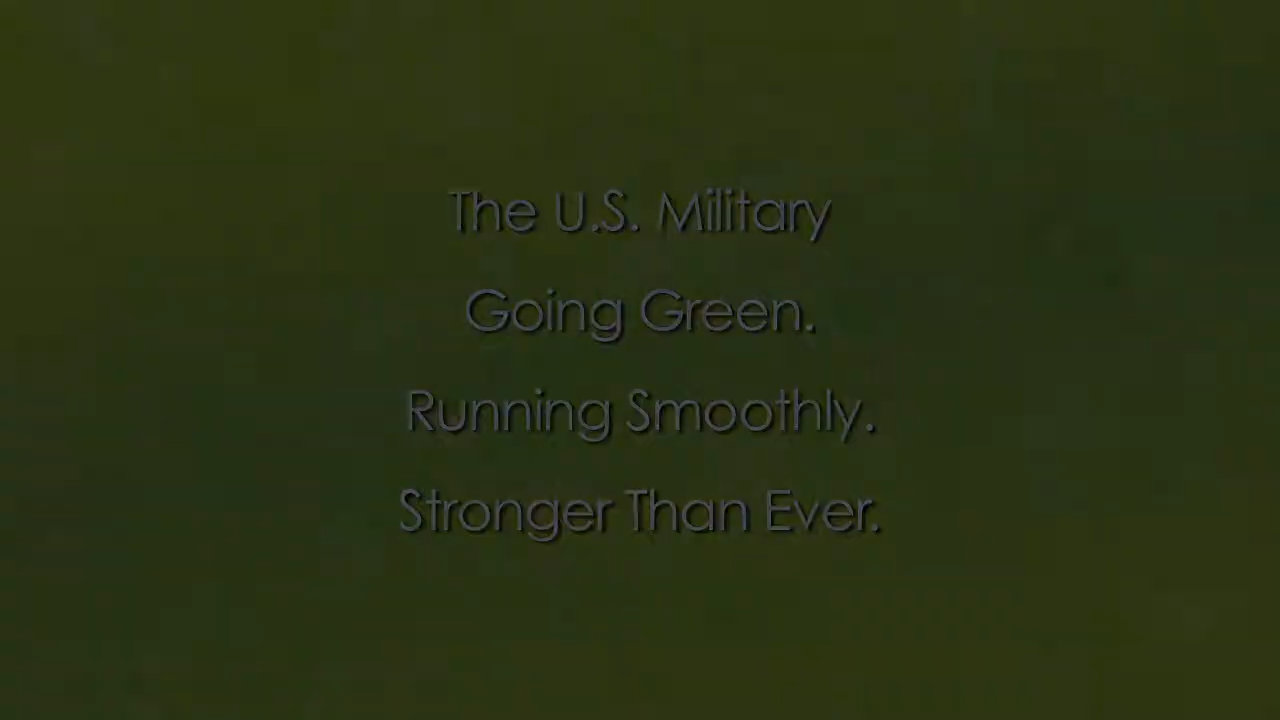 The U.S. Military
Going Green.
Running Smoothly.
Stronger Than Ever.